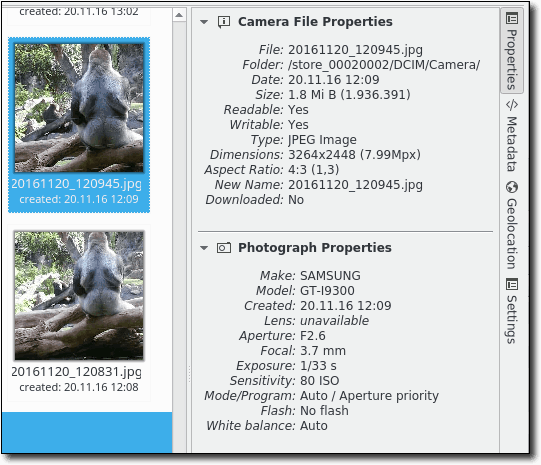 created: 20.11.16 13:02
20161120_120945.jpg
created: 20.11.16 12:09
20161120_120831.jpg
created: 20.11.16 12:08
Camera File Properties
File: 20161120_120945.jpg
Folder: /store_00020002/DCIM/Camera/
Date: 20.11.16 12:09
Size: 1.8 Mi B (1.936.391)
Readable: Yes
Writable: Yes
Type: JPEG Image
Dimensions: 3264x2448 (7.99Mpx)
Aspect Ratio: 4:3 (1,3)
New Name: 20161120_120945.jpg
Downloaded: No
Photograph Properties
Make: SAMSUNG
Model: GT-I9300
Created: 20.11.16 12:09
Lens: unavailable
Aperture: F2.6
Focal: 3.7 mm
Exposure: 1/33 s
Sensitivity: 80 ISO
Mode/Program: Auto / Aperture priority
Flash: No flash
White balance: Auto
Properties
Metadata
Geolocation
Settings